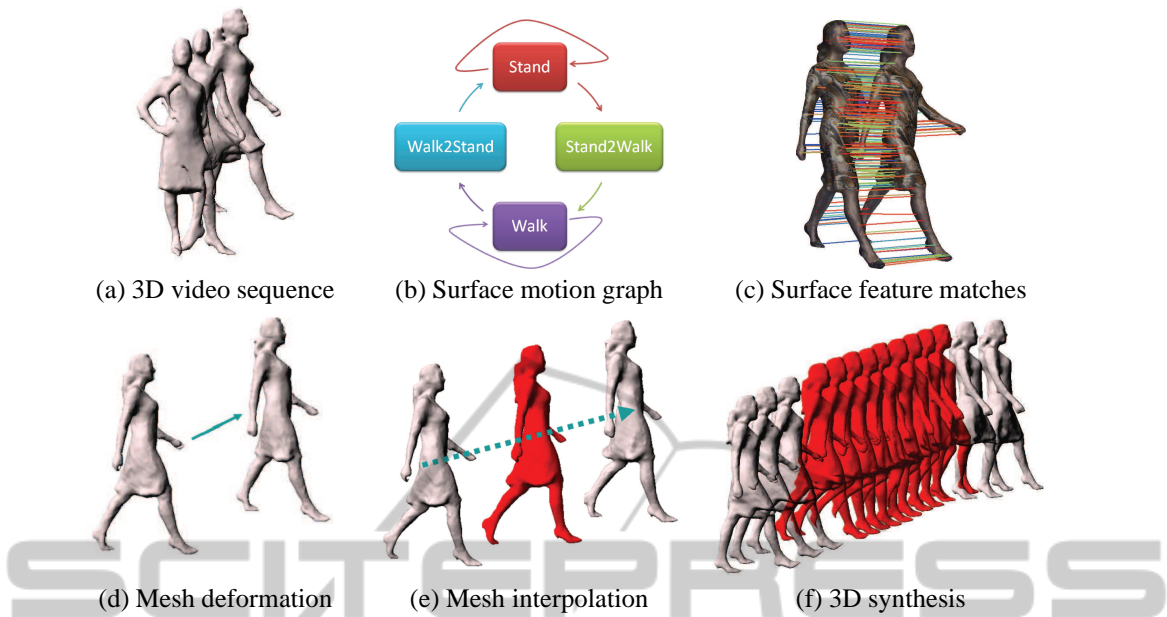 Stand
Walk2Stand
Stand2Walk
Walk
(a) 3D video sequence
(b) Surface motion graph
(c) Surface feature matches
(d) Mesh deformation
(e) Mesh interpolation
(f) 3D synthesis
SCITEPRESS